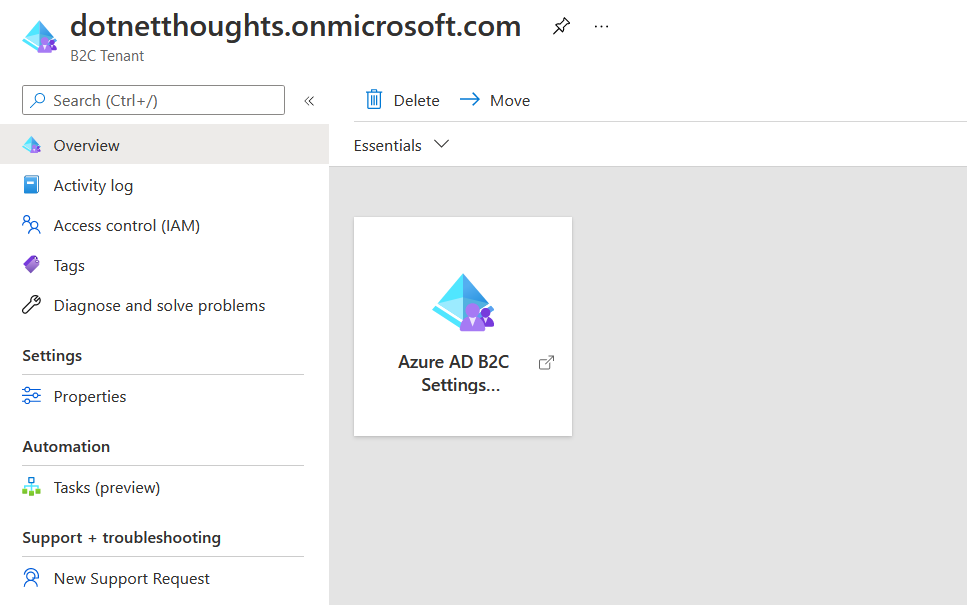 dotnetthoughts.onmicrosoft.com
...
B2C Tenant
Search (Ctrl+/)
«
Delete
Move
Overview
Essentials
Activity log
Access control (IAM)
Tags
Diagnose and solve problems
Settings
Properties
Automation
Tasks (preview)
Support + troubleshooting
New Support Request
Azure AD B2C
Settings...